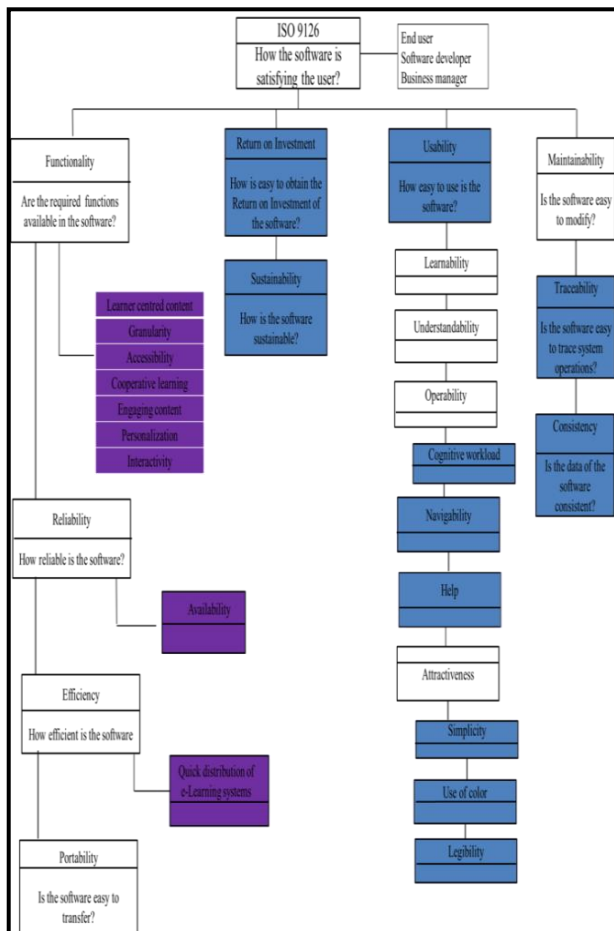 ISO 9126
How the software is
satisfying the user?
End user
Software developer
Business manager
Functionality
Are the required functions
available in the software?
Learner centred content
Granularity
Accessibility
Cooperative learning
Engaging content
Personalization
Interactivity
Reliability
How reliable is the software?
Availability
Efficiency
How efficient is the software
Quick distribution of
e-Learning systems
Portability
Is the software easy to
transfer?
Return on Investment
How is easy to obtain the
Return on Investment of
the software?
Sustainability
How is the software
sustainable?
Usability
How easy to use is the
software?
Learnability
Understandability
Operability
Cognitive workload
Navigability
Help
Attractiveness
Simplicity
Use of color
Legibility
Maintainability
Is the software easy
to modify?
Traceability
Is the software easy
to trace system
operations?
Consistency
Is the data of the
software
consistent?